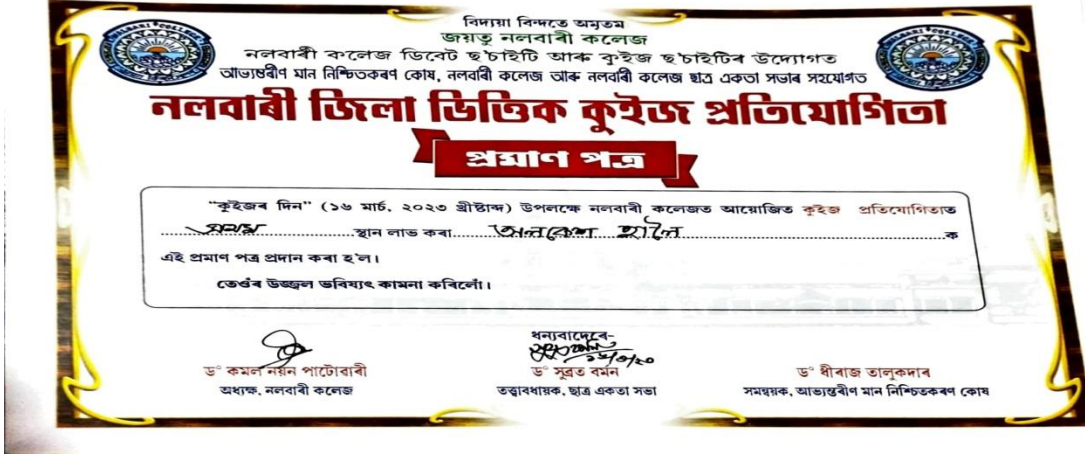 বিদ্যয়া বিন্দতে অমৃতম
জয়তু নলবাৰী কলেজ
নলবাৰী কলেজ ডিবেট ছ'চাইটি আৰু কুইজ ছ'চাইটিৰ উদ্যোগত
আভ্যন্তৰীণ মান নিশ্চিতকৰণ কোষ, নলবাৰী কলেজ আৰু নলবাৰী কলেজ ছাত্ৰ একতা সভাৰ সহযোগত
নলবাৰী জিলা ভিত্তিক কুইজ প্ৰতিযোগিতা
প্ৰমাণ পত্ৰ
"কুইজৰ দিন" (১৬ মাৰ্চ, ২০২৩ খ্ৰীষ্টাব্দ) উপলক্ষে নলবাৰী কলেজত আয়োজিত কুইজ প্ৰতিযোগিতাত
প্ৰথম স্থান লাভ কৰা হালৈ ক
এই প্ৰমাণ পত্ৰ প্ৰদান কৰা হ'ল।
তেওঁৰ উজ্জ্বল ভবিষ্যৎ কামনা কৰিলোঁ।
ধন্যবাদেৰে-
ড° কমল নয়ন পাটোৱাৰী
অধ্যক্ষ, নলবাৰী কলেজ
ড° সুব্ৰত বৰ্মন
তত্ত্বাবধায়ক, ছাত্ৰ একতা সভা
ড° ধীৰাজ তালুকদাৰ
সমন্বয়ক, আভ্যন্তৰীণ মান নিশ্চিতকৰণ কোষ